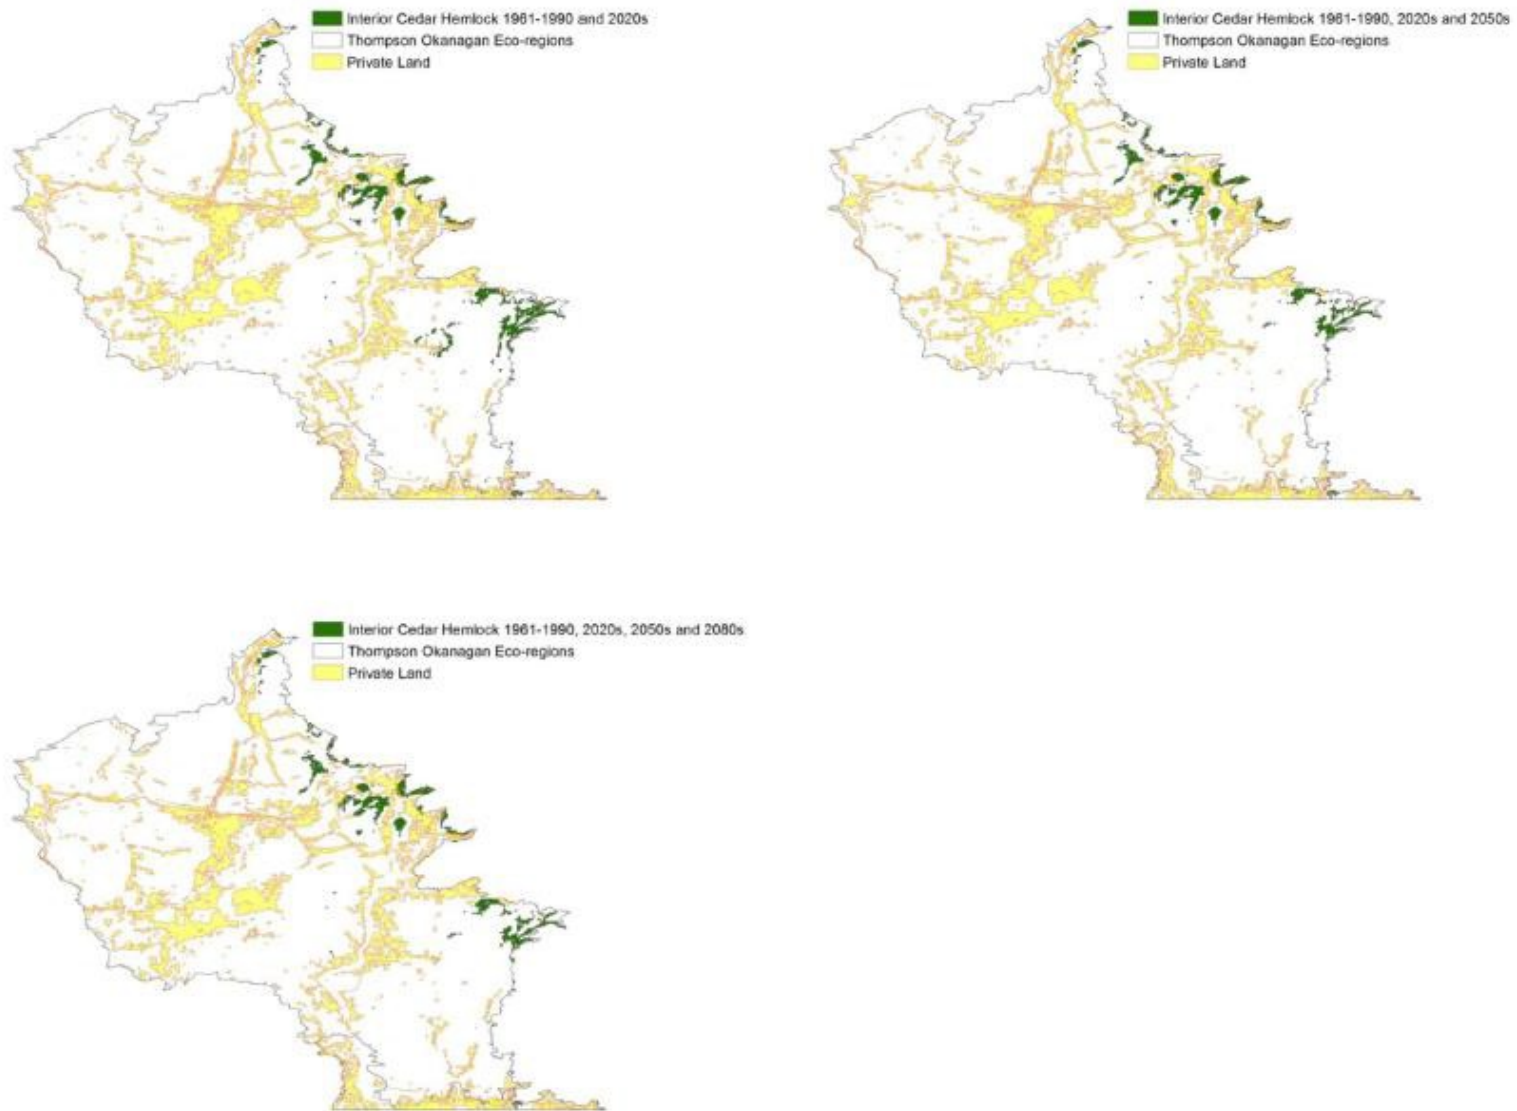 Interior Cedar Hemlock 1961-1990 and 2020s
Thompson Okanagan Eco-regions
Private Land
Interior Cedar Hemlock 1961-1990, 2020s and 2050s
Thompson Okanagan Eco-regions
Private Land
Interior Cedar Hemlock 1961-1990, 2020s, 2050s and 2080s
Thompson Okanagan Eco-regions
Private Land